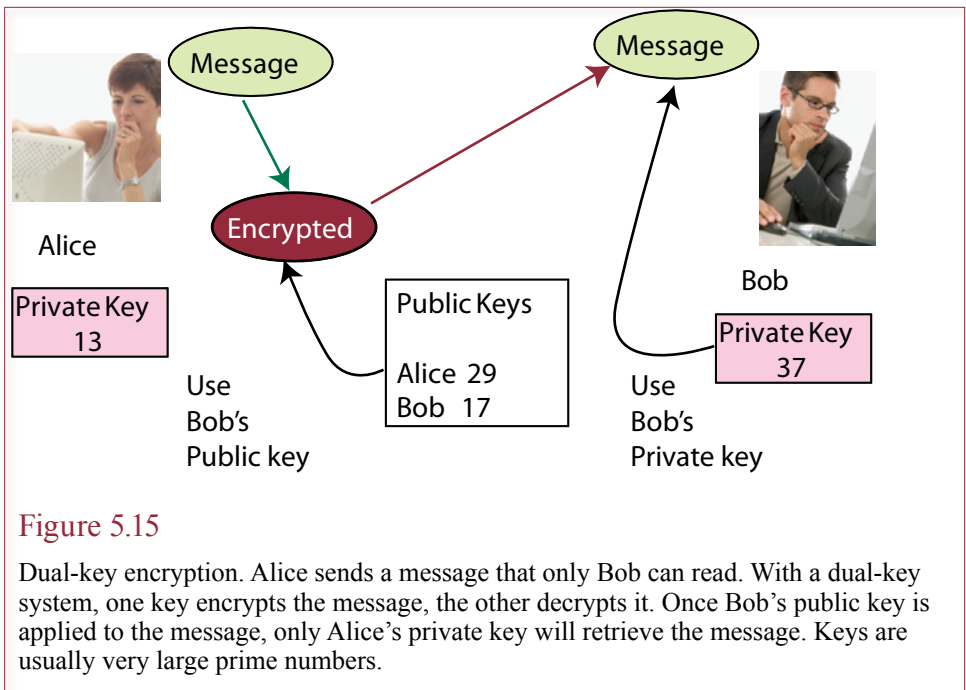 Message
Message
Encrypted
Alice
Private Key
13
Public Keys
Alice 29
Bob 17
Use
Bob's
Public key
Bob
Private Key
37
Use
Bob's
Private key
Figure 5.15
Dual-key encryption. Alice sends a message that only Bob can read. With a dual-key
system, one key encrypts the message, the other decrypts it. Once Bob's public key is
applied to the message, only Alice's private key will retrieve the message. Keys are
usually very large prime numbers.